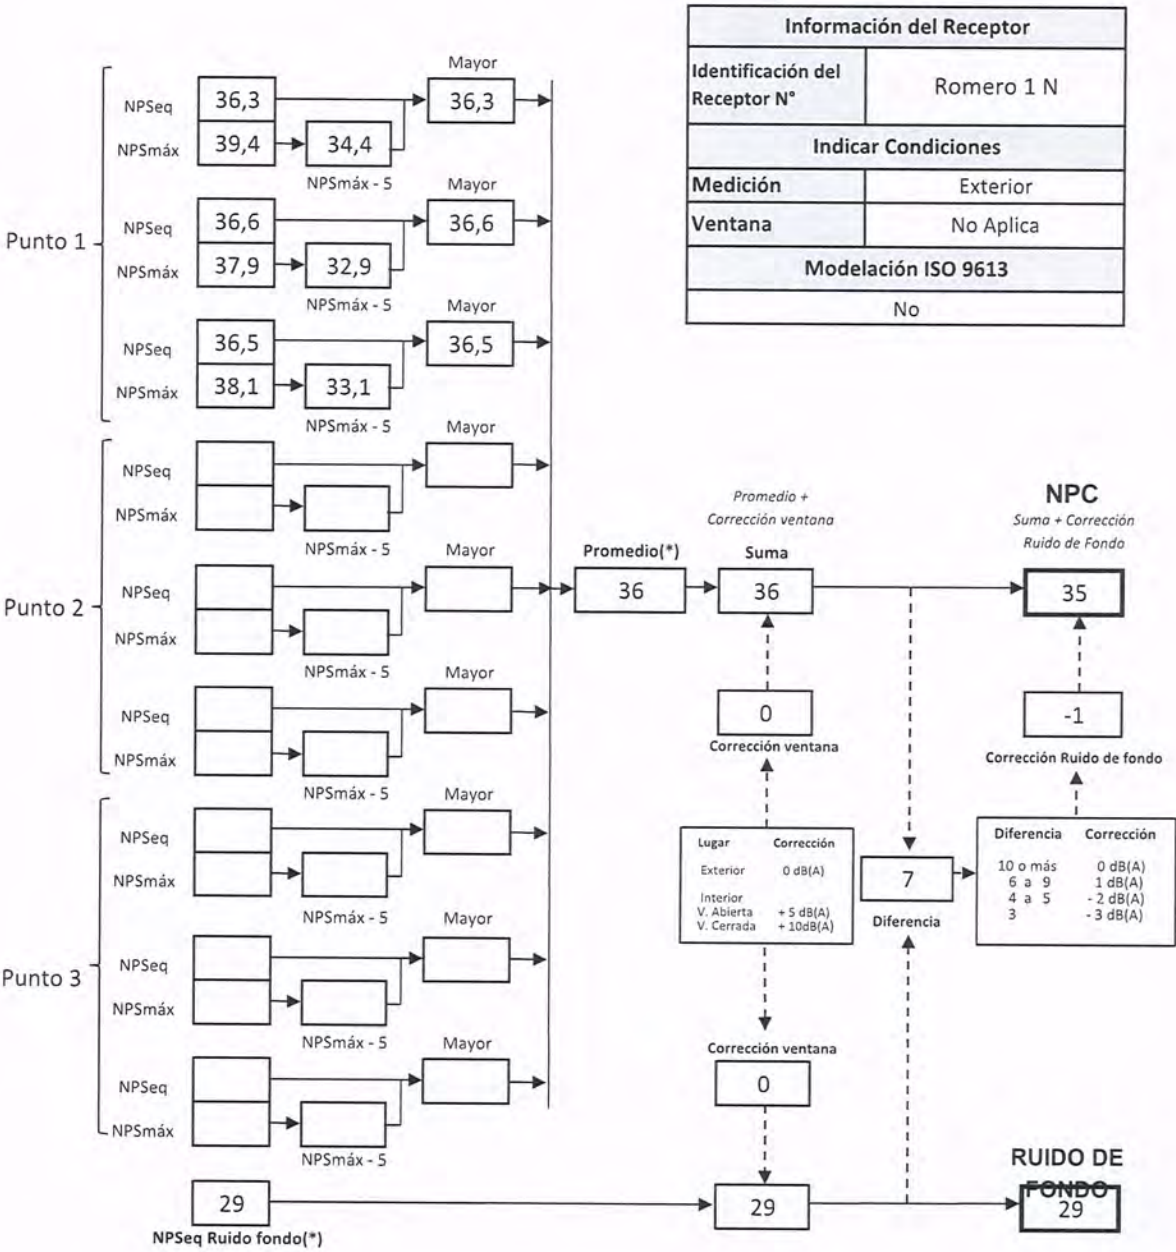 Información del Receptor
Identificación del
Receptor N°
Romero 1 N
Indicar Condiciones
Medición
Exterior
Ventana
No Aplica
Modelación ISO 9613
No
Punto 1
Mayor
NPSeq
36,3
36,3
NPSmáx
39,4
34,4
NPSmáx - 5
Mayor
NPSeq
36,6
36,6
NPSmáx
37,9
32,9
NPSmáx - 5
Mayor
NPSeq
36,5
36,5
NPSmáx
38,1
33,1
NPSmáx - 5
Punto 2
Mayor
NPSeq
NPSmáx
NPSmáx - 5
Mayor
NPSeq
NPSmáx
NPSmáx - 5
Mayor
NPSeq
NPSmáx
NPSmáx - 5
Punto 3
Mayor
NPSeq
NPSmáx
NPSmáx - 5
Mayor
NPSeq
NPSmáx
NPSmáx - 5
Mayor
NPSeq
NPSmáx
NPSmáx - 5
Promedio(*)
36
Promedio +
Corrección ventana
Suma
36
NPC
Suma + Corrección
Ruido de Fondo
35
0
Corrección ventana
-1
Corrección Ruido de fondo
Lugar Corrección
Exterior 0 dB(A)
Interior
V. Abierta + 5 dB(A)
V. Cerrada + 10dB(A)
7
Diferencia
Diferencia Corrección
10 o más 0 dB(A)
6 a 9 1 dB(A)
4 a 5 - 2 dB(A)
3 - 3 dB(A)
Corrección ventana
0
29
NPSeq Ruido fondo(*)
29
RUIDO DE
FONDO
29